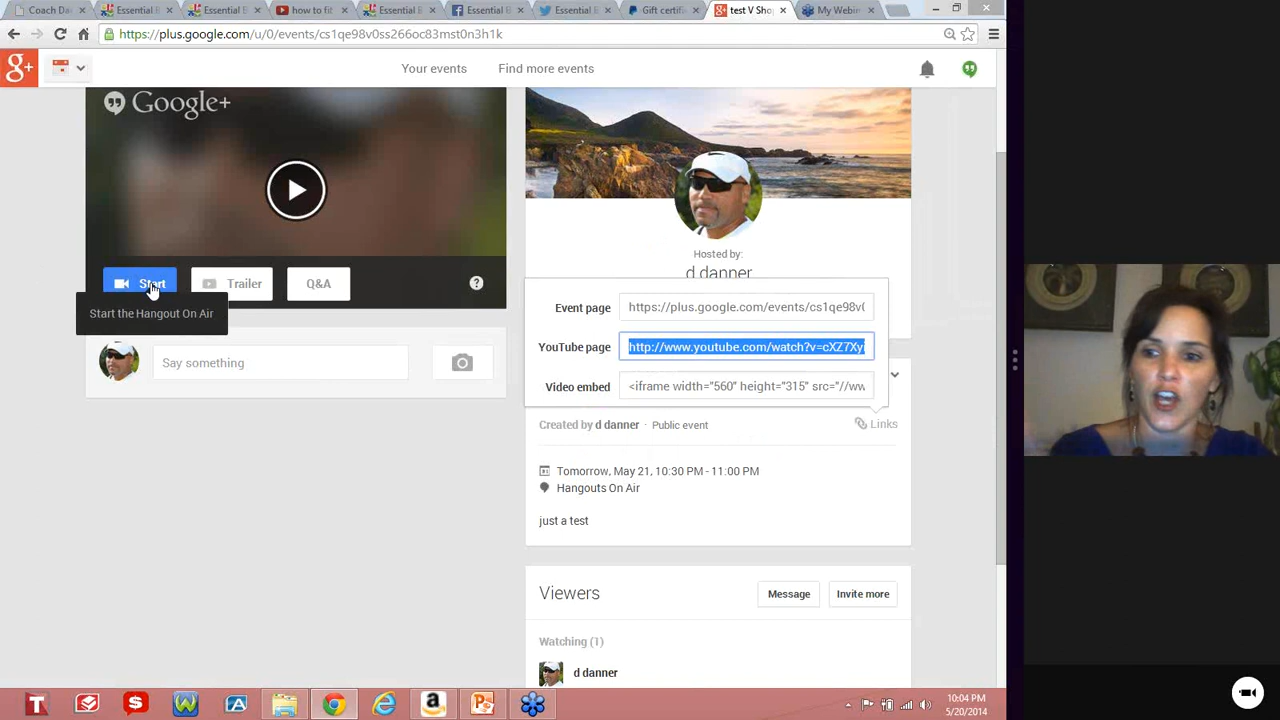 Coach Da
Essential B
Essential E
how to fit
Essential E
Essential E
Essential E
Gift certifi
test V Sho
My Webin
https://plus.google.com/u/0/events/cs1qe98v0ss266oc83mst0n3h1k
g+
Your events
Find more events
Google+
Start
Trailer
Q&A
?
Start the Hangout On Air
Say something
Hosted by:
d danner
Event page https://plus.google.com/events/cs1qe98v
YouTube page http://www.youtube.com/watch?v=cXZ7Xy
Video embed <iframe width="560" height="315" src="//ww
Created by d danner · Public event
Links
Tomorrow, May 21, 10:30 PM - 11:00 PM
Hangouts On Air
just a test
Viewers
Message
Invite more
Watching (1)
d danner
10:04 PM
5/20/2014